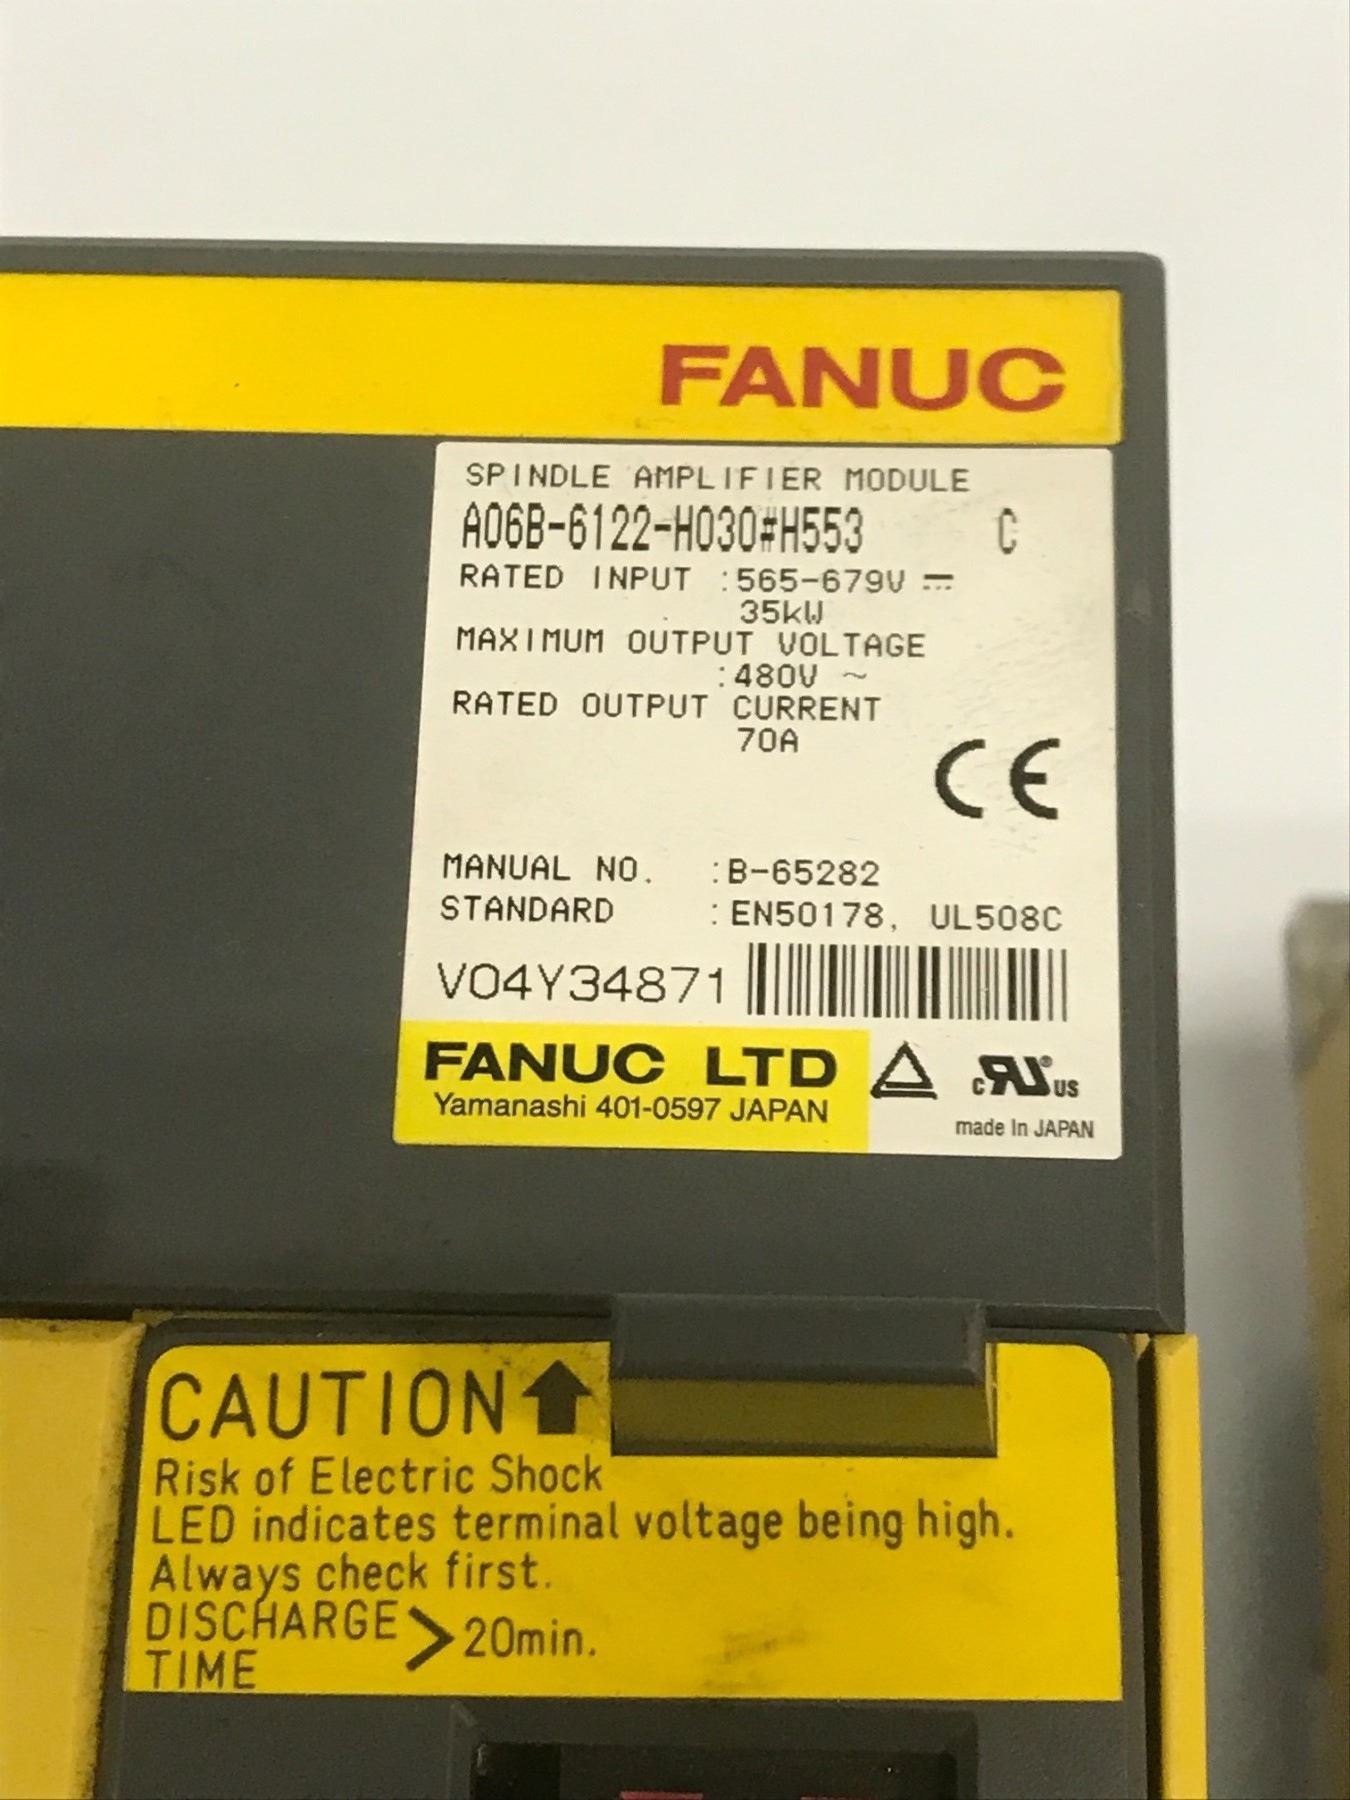 FANUC
SPINDLE AMPLIFIER MODULE
A06B-6122-H030#H553 C
RATED INPUT :565-679V ⎓
35kW
MAXIMUM OUTPUT VOLTAGE
:480V ~
RATED OUTPUT CURRENT
70A
CE
MANUAL NO. :B-65282
STANDARD :EN50178, UL508C
V04Y34871
FANUC LTD
Yamanashi 401-0597 JAPAN
c RU ® US
made In JAPAN
CAUTION
Risk of Electric Shock
LED indicates terminal voltage being high.
Always check first.
DISCHARGE
TIME > 20min.